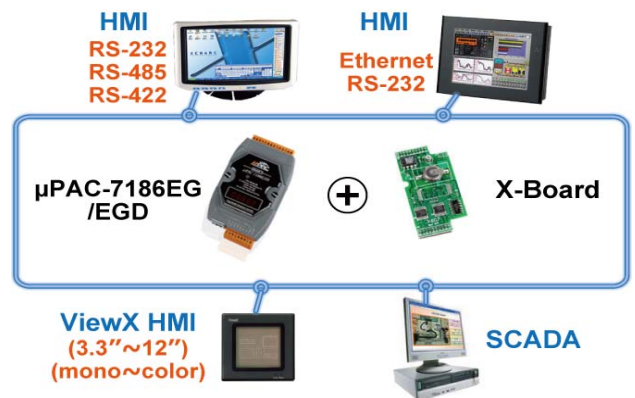 HMI
RS-232
RS-485
RS-422
HMI
Ethernet
RS-232
µPAC-7186EG
/EGD
X-Board
ViewX HMI
(3.3″~12″)
(mono~color)
SCADA